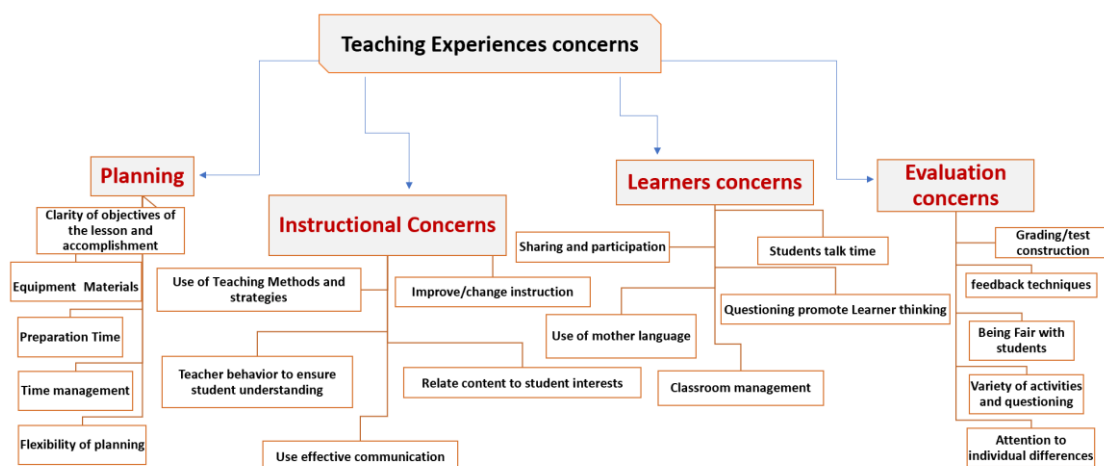 Teaching Experiences concerns
Planning
Clarity of objectives of
the lesson and
accomplishment
Equipment Materials
Preparation Time
Time management
Flexibility of planning
Instructional Concerns
Use of Teaching Methods and
strategies
Improve/change instruction
Teacher behavior to ensure
student understanding
Relate content to student interests
Use effective communication
Learners concerns
Sharing and participation
Students talk time
Questioning promote Learner thinking
Use of mother language
Classroom management
Evaluation
concerns
Grading/test
construction
feedback techniques
Being Fair with
students
Variety of activities
and questioning
Attention to
individual differences